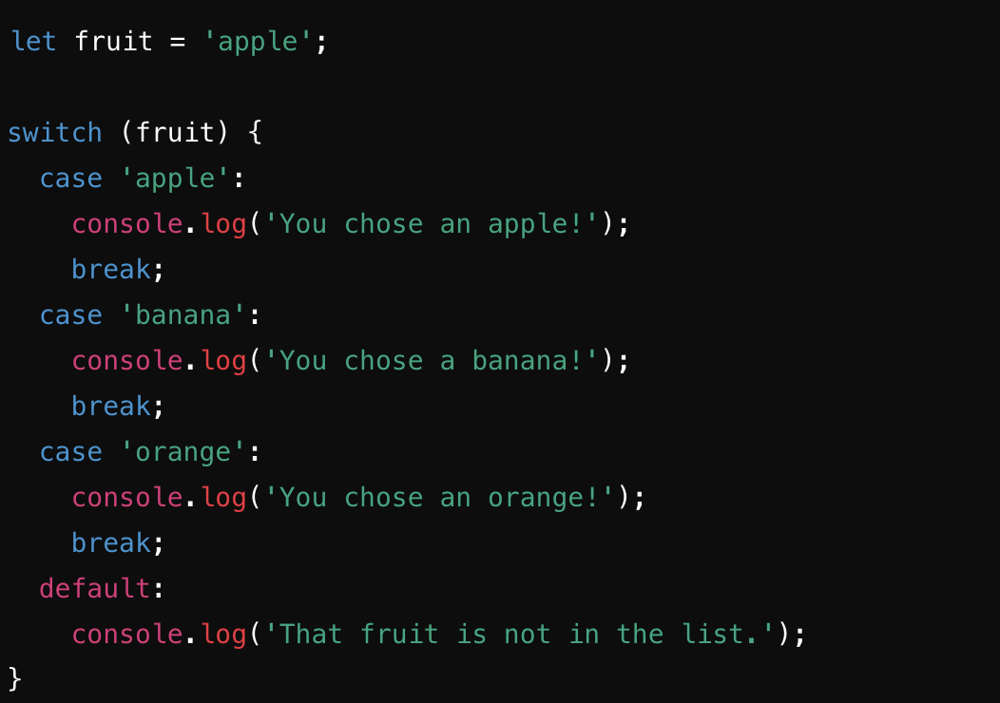 let fruit = 'apple';

switch (fruit) {
  case 'apple':
    console.log('You chose an apple!');
    break;
  case 'banana':
    console.log('You chose a banana!');
    break;
  case 'orange':
    console.log('You chose an orange!');
    break;
  default:
    console.log('That fruit is not in the list.');
}